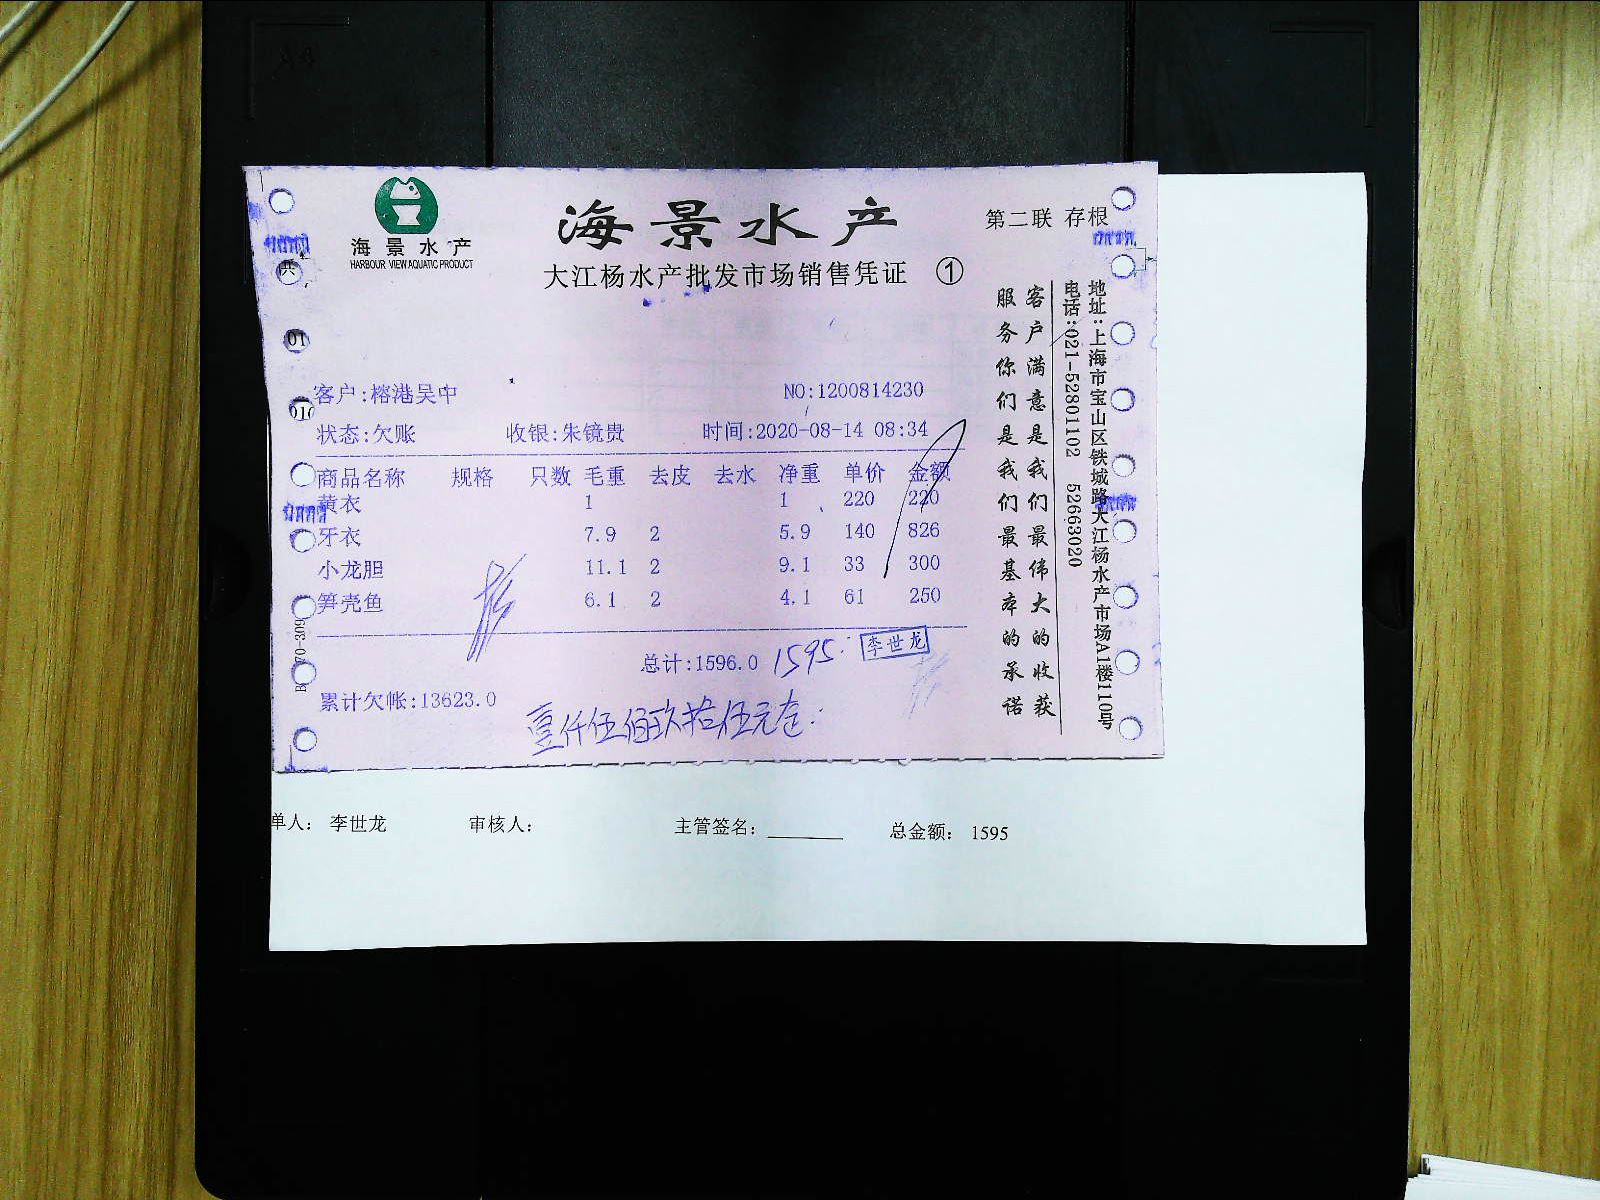 海景水产
HARBOUR VIEW AQUATIC PRODUCT
海景水产
第二联 存根
大江杨水产批发市场销售凭证 ①
共
01
客户:榕港吴中 NO:1200814230
状态:欠账 收银:朱镜贵 时间:2020-08-14 08:34
商品名称 规格 只数 毛重 去皮 去水 净重 单价 金额
黄衣 1 1 220 220
牙衣 7.9 2 5.9 140 826
小龙胆 11.1 2 9.1 33 300
笋壳鱼 6.1 2 4.1 61 250
总计:1596.0 1595. 李世龙
累计欠帐:13623.0
壹仟伍佰玖拾伍元仓.
客户满意是我们最伟大的收获
服务你们是我们最基本的承诺
地址:上海市宝山区铁城路大江杨水产市场A1楼110号
电话:021-52801102 52663020
单人: 李世龙 审核人: 主管签名: 总金额: 1595